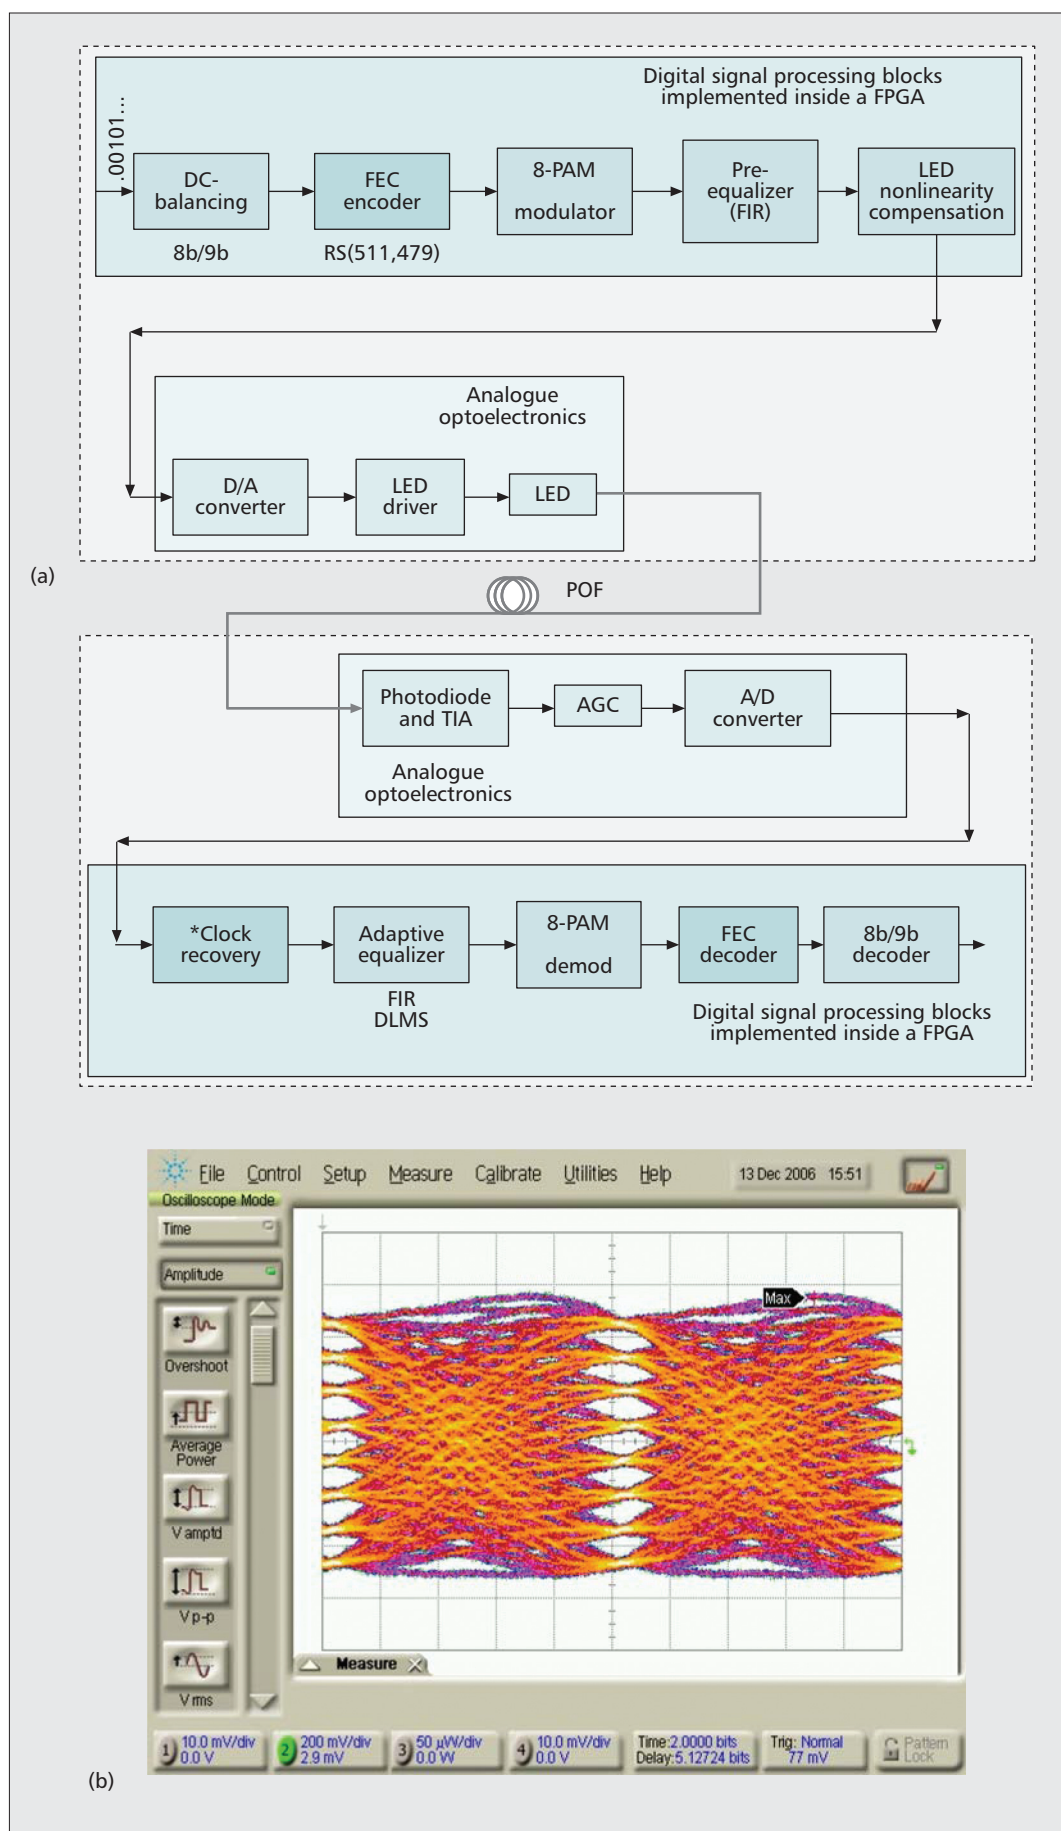 Digital signal processing blocks
implemented inside a FPGA
.00101...
DC-
balancing
8b/9b
FEC
encoder
RS(511,479)
8-PAM
modulator
Pre-
equalizer
(FIR)
LED
nonlinearity
compensation
Analogue
optoelectronics
D/A
converter
LED
driver
LED
(a)
POF
Photodiode
and TIA
AGC
A/D
converter
Analogue
optoelectronics
*Clock
recovery
Adaptive
equalizer
FIR
DLMS
8-PAM
demod
FEC
decoder
8b/9b
decoder
Digital signal processing blocks
implemented inside a FPGA
File Control Setup Measure Calibrate Utilities Help 13 Dec 2006 15:51
Oscilloscope Mode
Time
Amplitude
Max
Overshoot
Average
Power
V amptd
V p-p
V rms
Measure
1 10.0 mV/div
0.0 V
2 200 mV/div
2.9 mV
3 50 µW/div
0.0 W
4 10.0 mV/div
0.0 V
Time:2.0000 bits
Delay:5.12724 bits
Trig: Normal
77 mV
Pattern
Lock
(b)